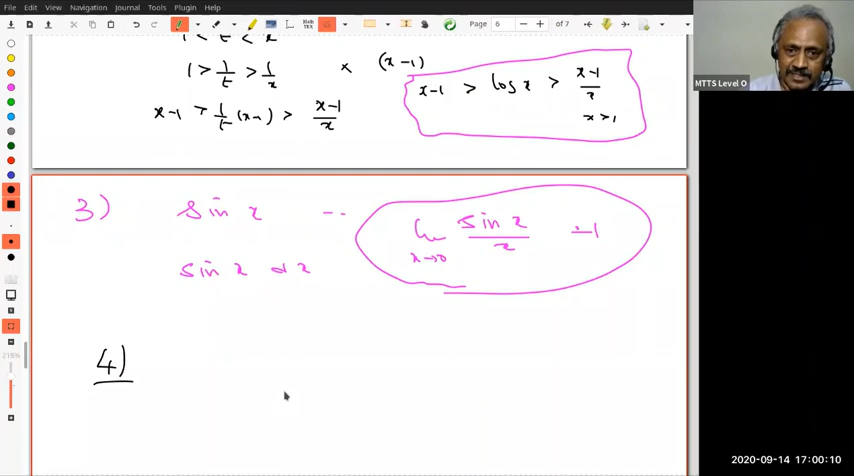 File Edit View Navigation Journal Tools Plugin Help
Page 6 of 7
1 < t < x
1 > 1/t > 1/x × (x-1)
x-1 > 1/t (x-1) > x-1/x
x-1 > log x > x-1/x
x > 1
MTTS Level O
3) sin x -- lim x→0 sin x/x = 1
sin x & x
4)
218%
2020-09-14 17:00:10